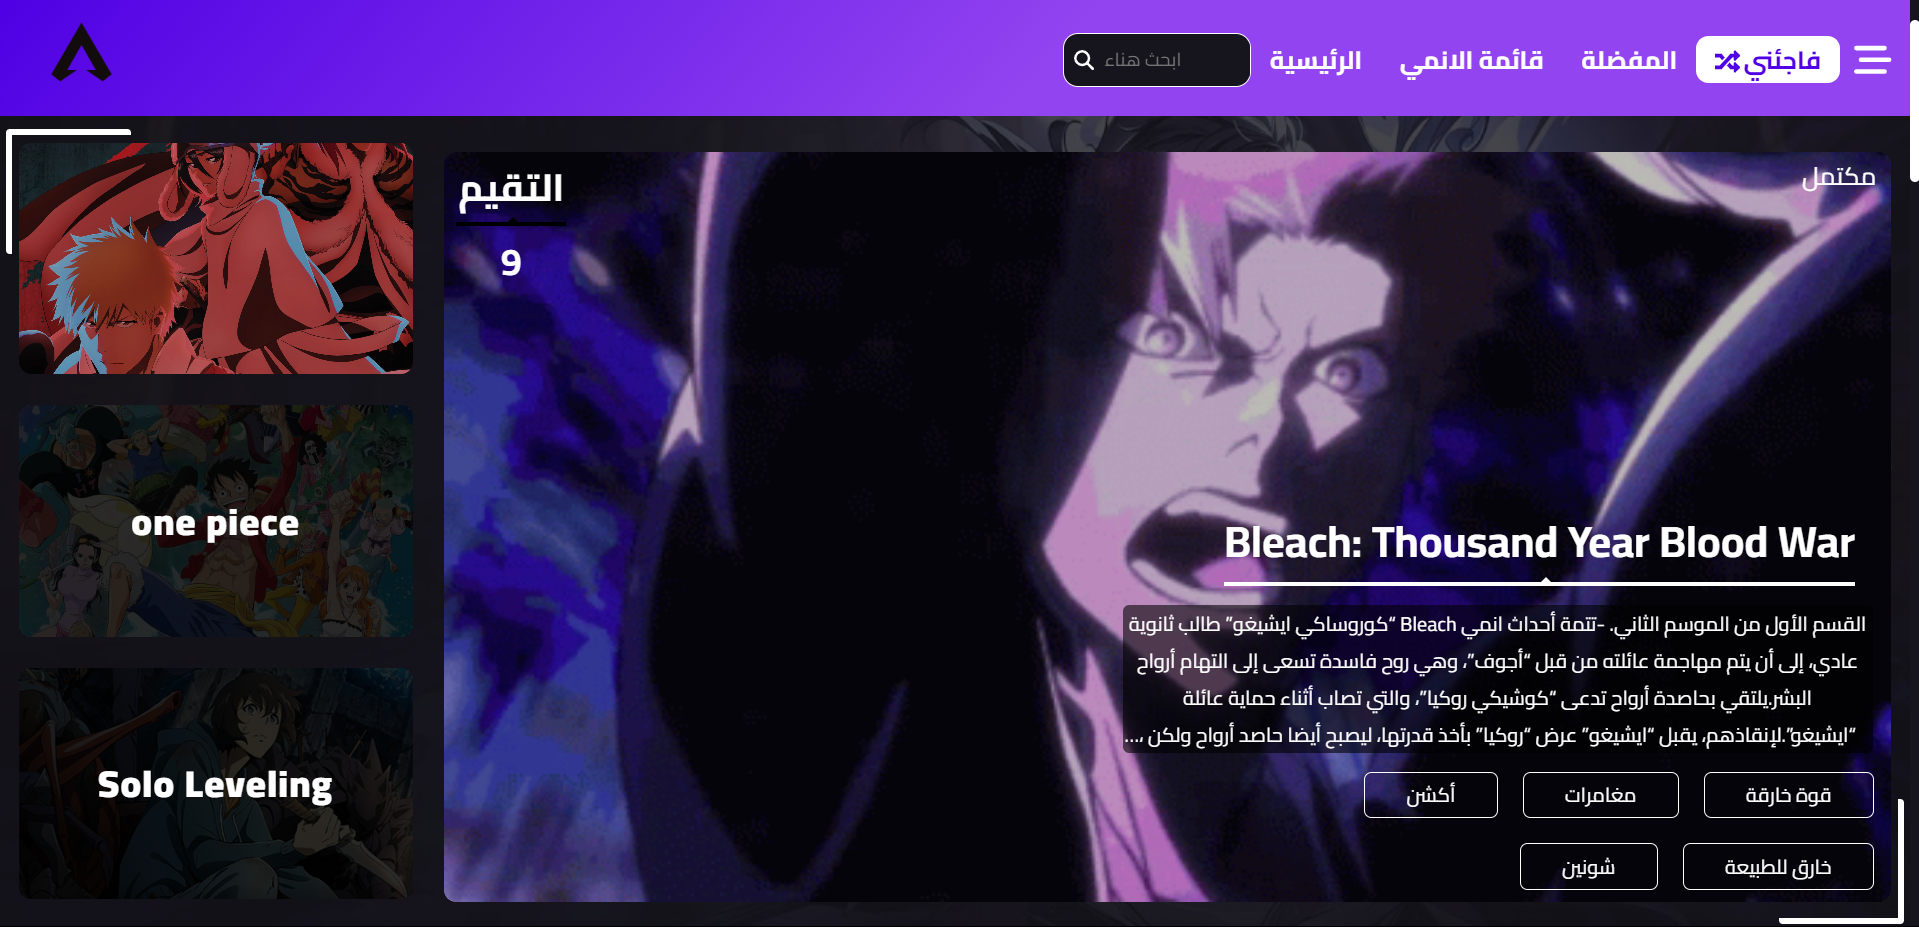 فاجئني
المفضلة
قائمة الانمي
الرئيسية
ابحث هناء
مكتمل
التقيم
9
Bleach: Thousand Year Blood War
القسم الأول من الموسم الثاني. -تتمة أحداث انمي Bleach “كوروساكي ايشيغو” طالب ثانوية
عادي، إلى أن يتم مهاجمة عائلته من قبل “أجوف”، وهي روح فاسدة تسعى إلى التهام أرواح
البشر.يلتقي بحاصدة أرواح تدعى “كوشيكي روكيا”، والتي تصاب أثناء حماية عائلة
“ايشيغو”.لإنقاذهم، يقبل “ايشيغو” عرض “روكيا” بأخذ قدرتها، ليصبح أيضا حاصد أرواح ولكن ،...
قوة خارقة
مغامرات
أكشن
خارق للطبيعة
شونين
one piece
Solo Leveling